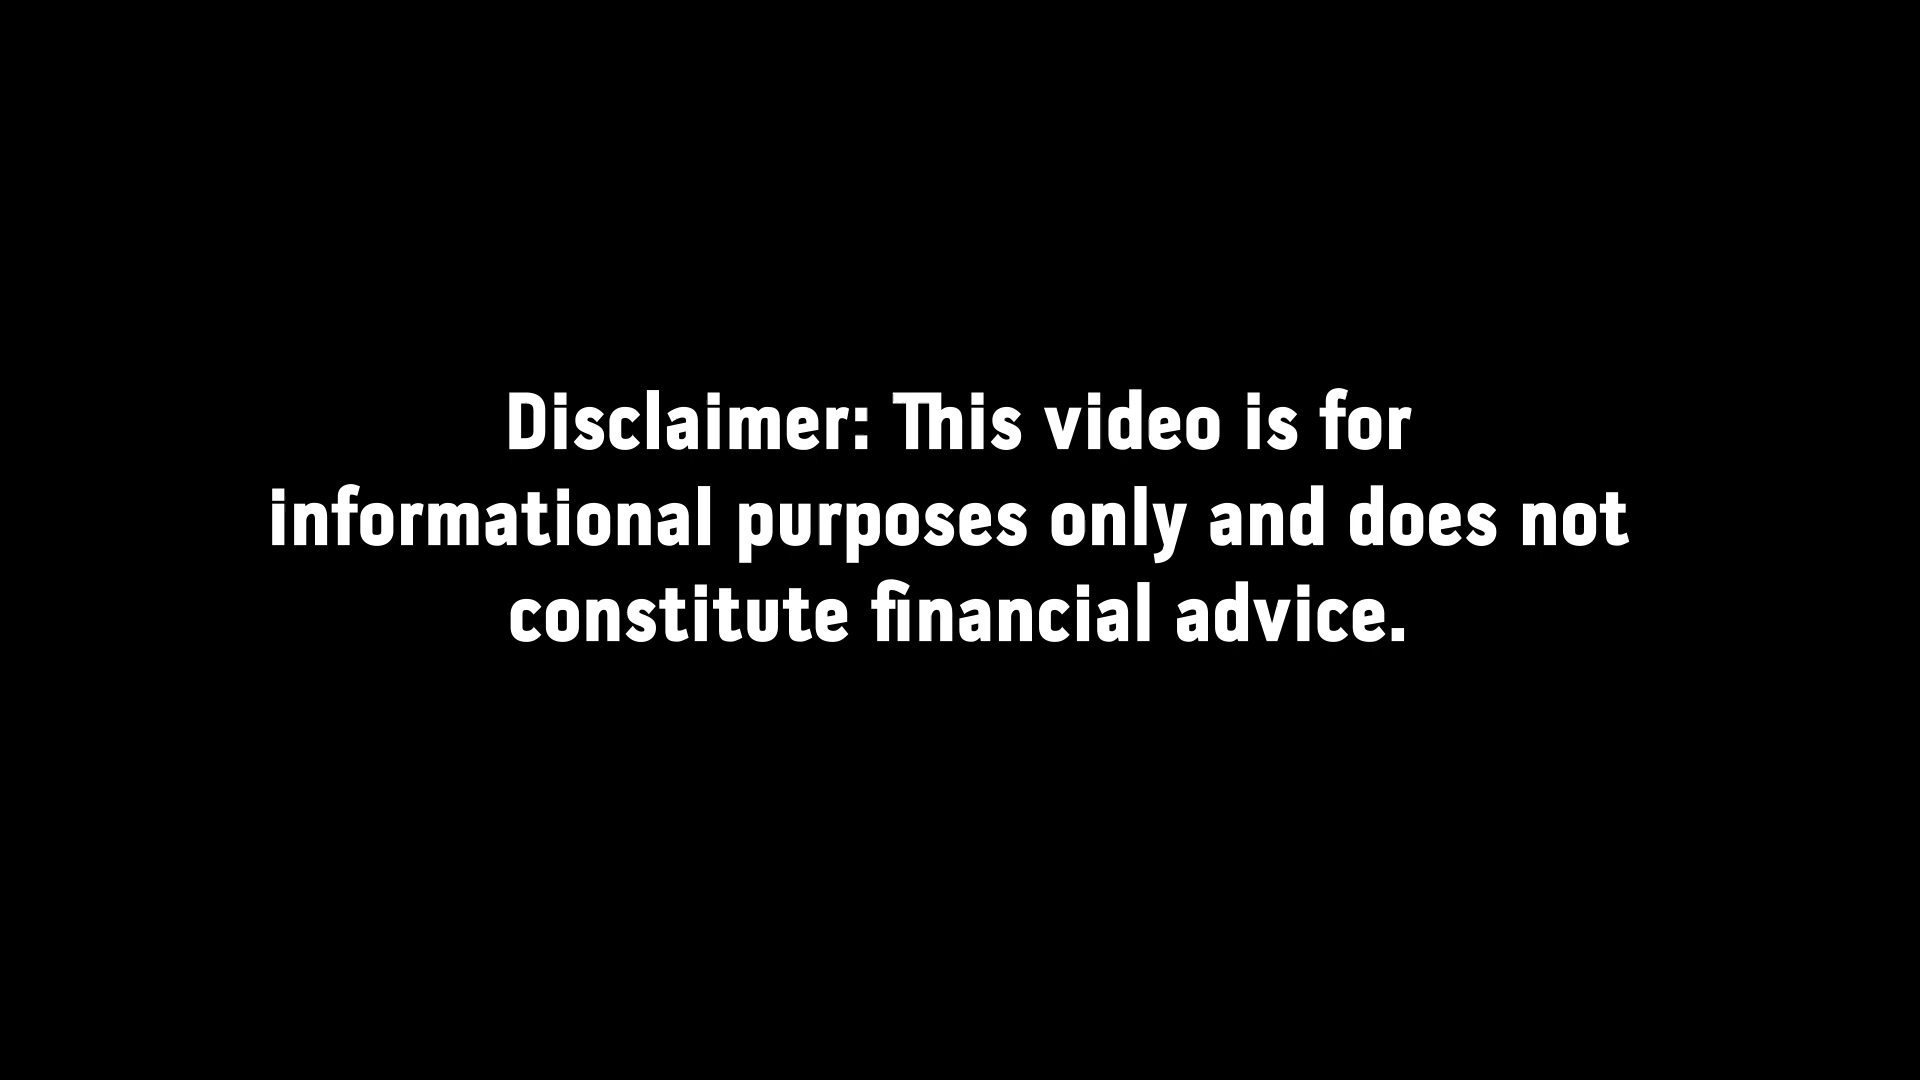 Disclaimer: This video is for
informational purposes only and does not
constitute financial advice.